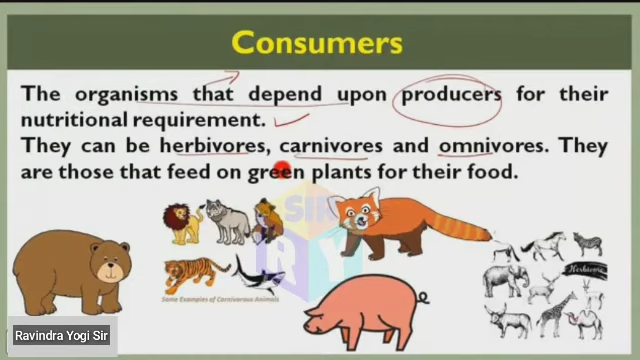 Consumers
The organisms that depend upon producers for their
nutritional requirement.
They can be herbivores, carnivores and omnivores. They
are those that feed on green plants for their food.
SIR
RY
Herbivores
Some Examples of Carnivorous Animals
Ravindra Yogi Sir